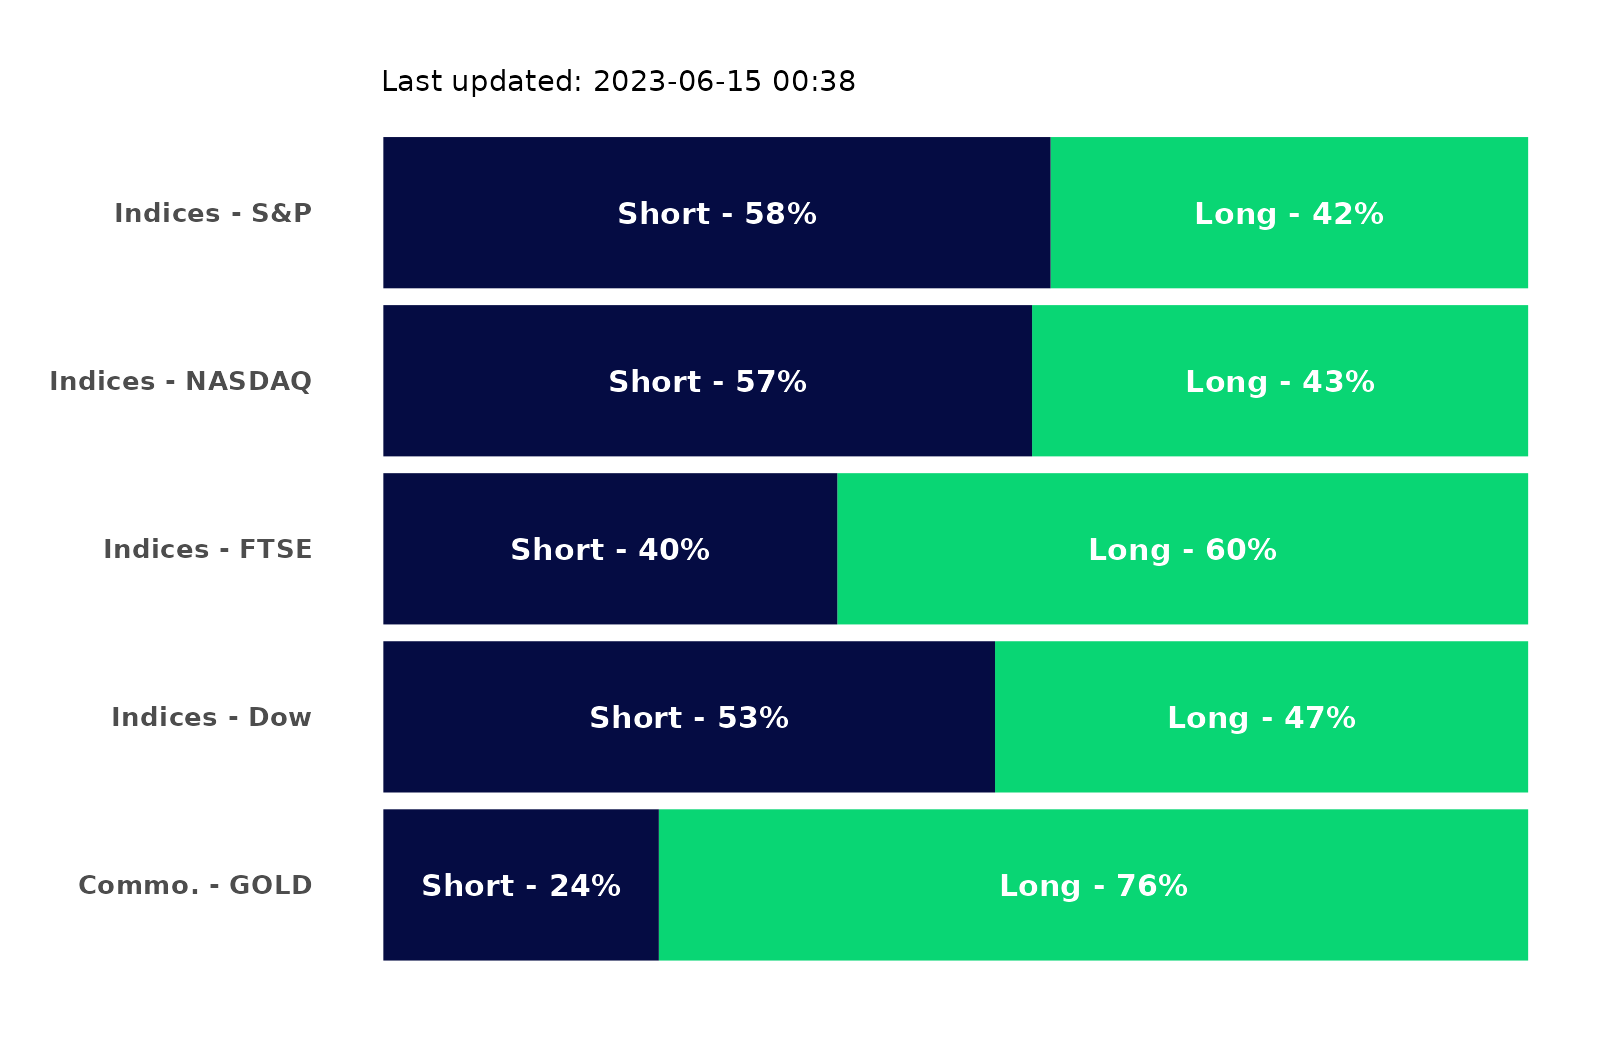 Last updated: 2023-06-15 00:38
Indices - S&P Short - 58% Long - 42%
Indices - NASDAQ Short - 57% Long - 43%
Indices - FTSE Short - 40% Long - 60%
Indices - Dow Short - 53% Long - 47%
Commo. - GOLD Short - 24% Long - 76%